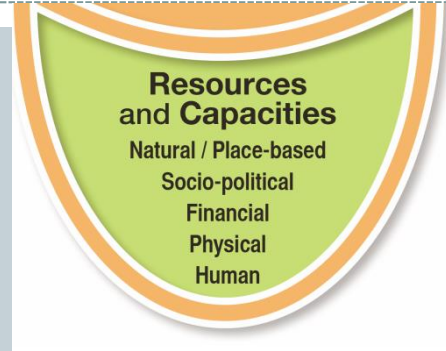 Resources
and Capacities
Natural / Place-based
Socio-political
Financial
Physical
Human